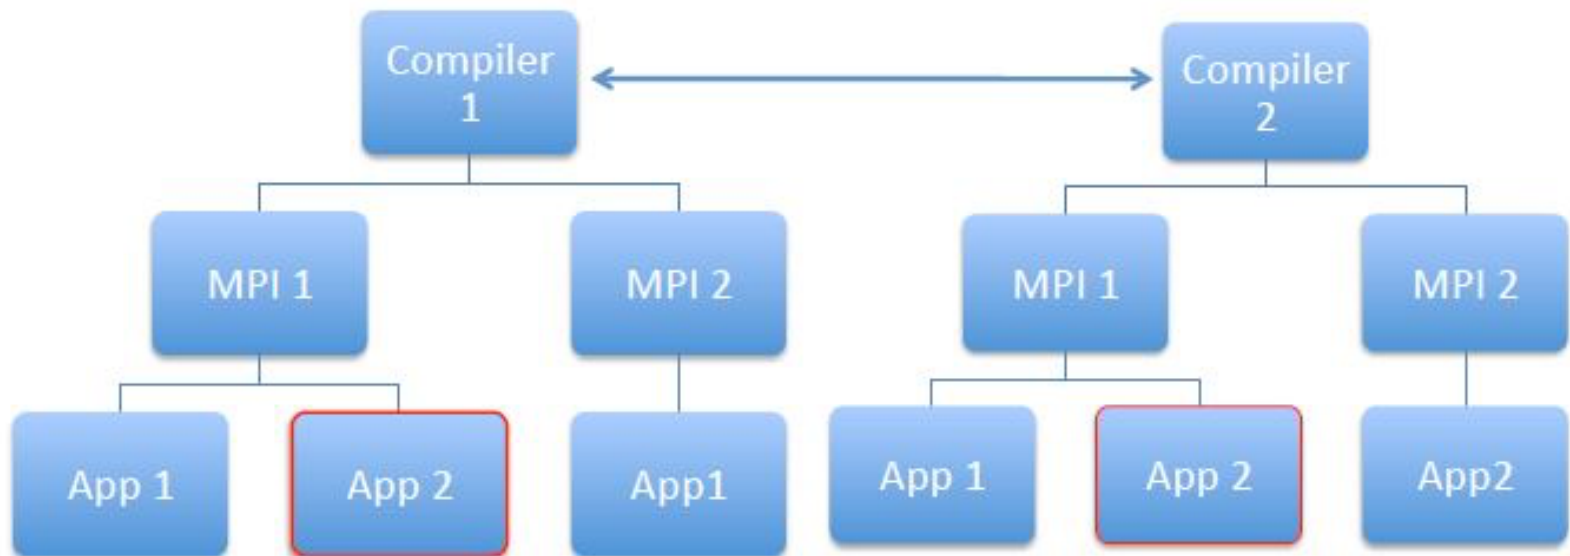 Compiler
1
Compiler
2
MPI 1
MPI 2
MPI 1
MPI 2
App 1
App 2
App1
App 1
App 2
App2